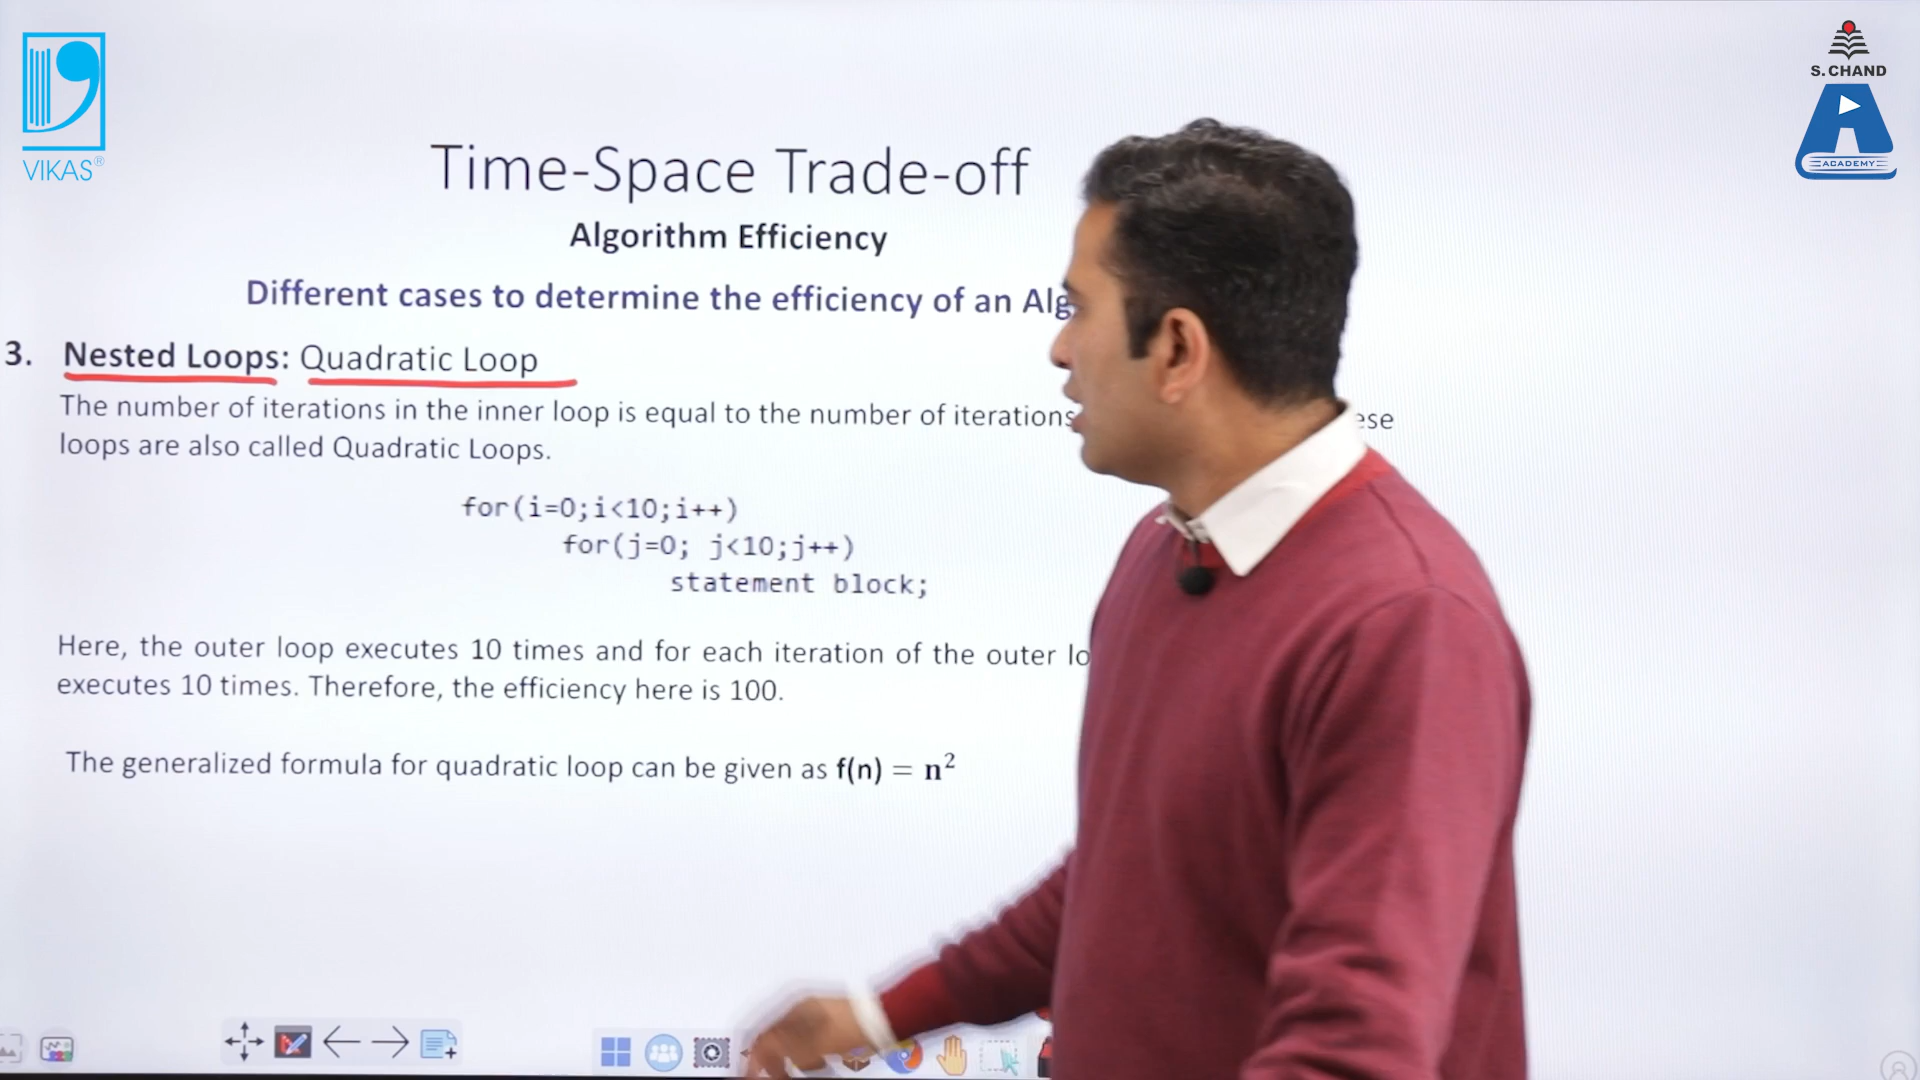 VIKAS®
S.CHAND
ACADEMY
Time-Space Trade-off
Algorithm Efficiency
Different cases to determine the efficiency of an Alg
3. Nested Loops: Quadratic Loop
The number of iterations in the inner loop is equal to the number of iterations ese
loops are also called Quadratic Loops.
for(i=0;i<10;i++)
for(j=0; j<10;j++)
statement block;
Here, the outer loop executes 10 times and for each iteration of the outer lo
executes 10 times. Therefore, the efficiency here is 100.
The generalized formula for quadratic loop can be given as f(n) = n²